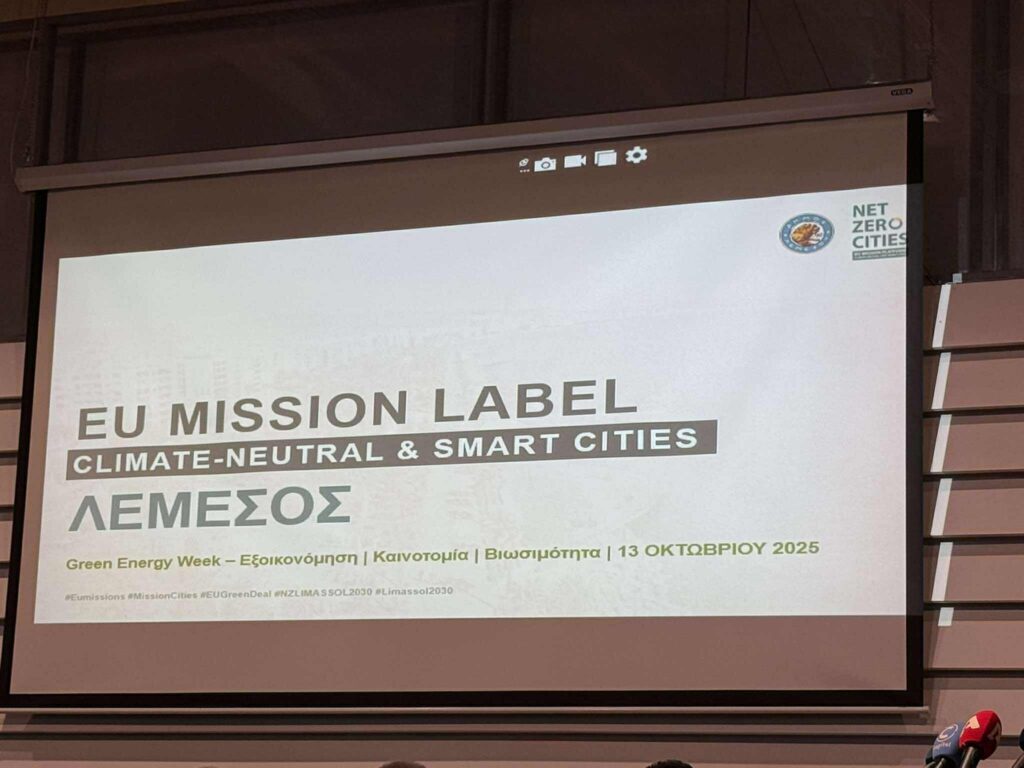 VEGA
NET
ZERO
CITIES
EU MISSION LABEL
CLIMATE-NEUTRAL & SMART CITIES
ΛΕΜΕΣΟΣ
Green Energy Week – Εξοικονόμηση | Καινοτομία | Βιωσιμότητα | 13 ΟΚΤΩΒΡΙΟΥ 2025
#Eumissions #MissionCities #EUGreenDeal #NZLIMASSOL2030 #Limassol2030